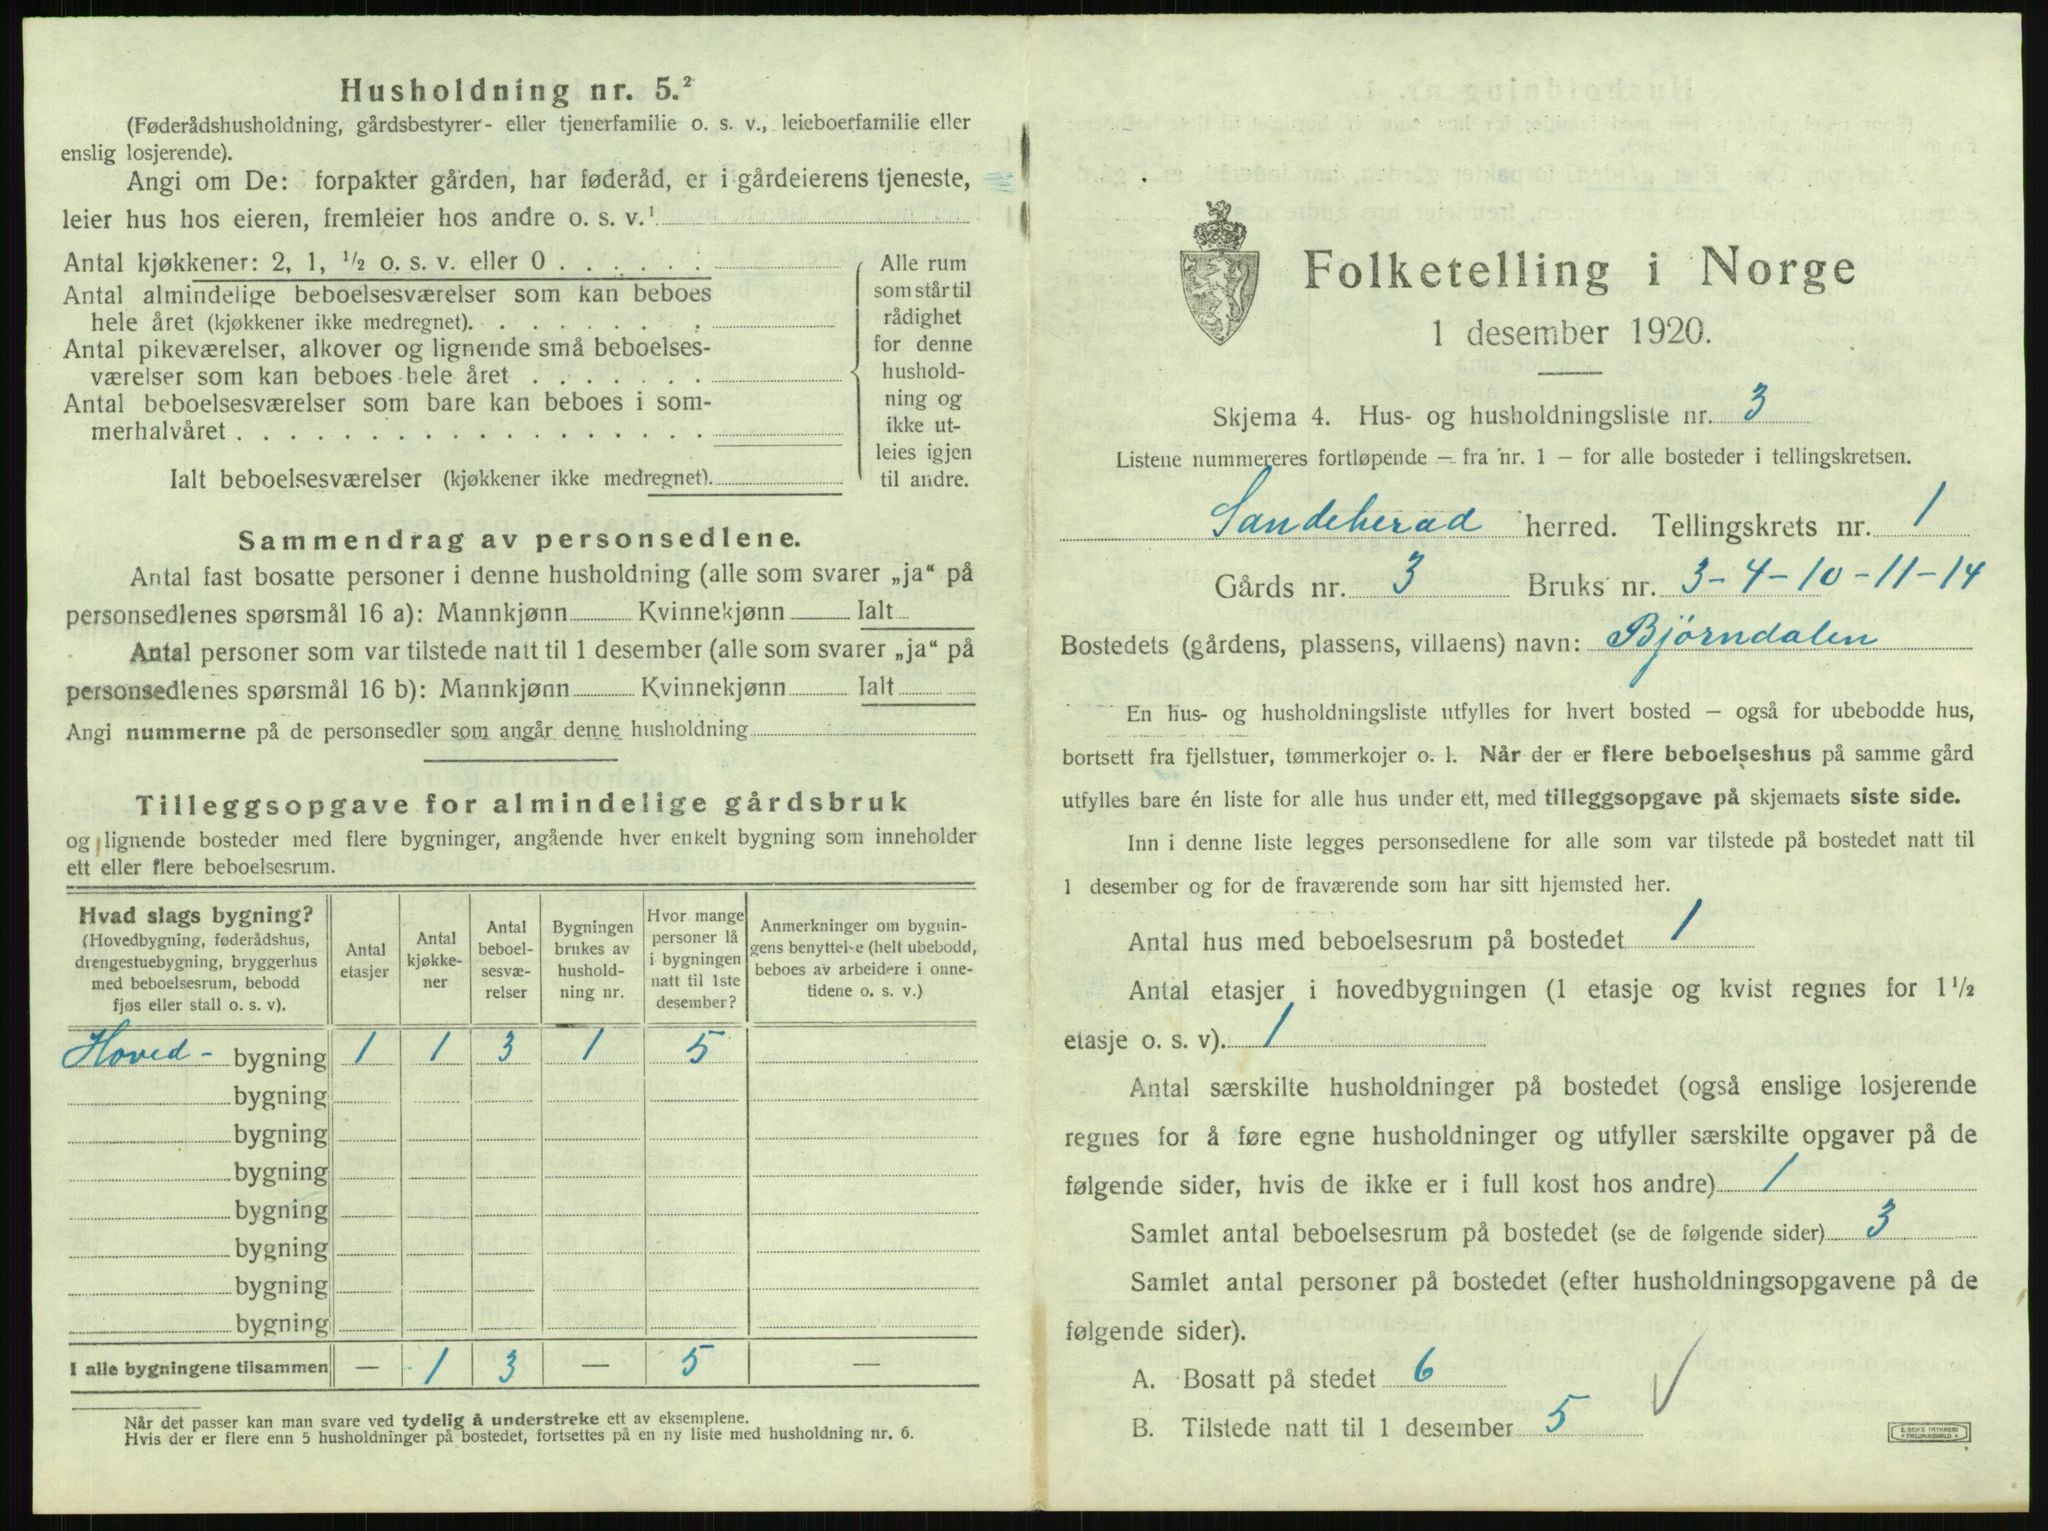 Husholdning nr. 5.²
(Føderådshusholdning, gårdsbestyrer- eller tjenerfamilie o. s. v., leieboerfamilie eller
enslig losjerende).
Angi om De: forpakter gården, har føderåd, er i gårdeierens tjeneste,
leier hus hos eieren, fremleier hos andre o. s. v.¹
Antal kjøkkener: 2, 1, ½ o. s. v. eller 0 . . . . . .
Antal almindelige beboelsesværelser som kan beboes
hele året (kjøkkener ikke medregnet). . . . . . . . .
Antal pikeværelser, alkover og lignende små beboelses-
værelser som kan beboes hele året . . . . . . .
Antal beboelsesværelser som bare kan beboes i som-
merhalvåret . . . . . . . . . . . . . . . . . .
Ialt beboelsesværelser (kjøkkener ikke medregnet).
Alle rum
som står til
rådighet
for denne
hushold-
ning og
ikke ut-
leies igjen
til andre.
Sammendrag av personsedlene.
Antal fast bosatte personer i denne husholdning (alle som svarer „ja“ på
personsedlenes spørsmål 16 a): Mannkjønn Kvinnekjønn Ialt
Antal personer som var tilstede natt til 1 desember (alle som svarer „ja“ på
personsedlenes spørsmål 16 b): Mannkjønn Kvinnekjønn Ialt
Angi nummerne på de personsedler som angår denne husholdning
Tilleggsopgave for almindelige gårdsbruk
og lignende bosteder med flere bygninger, angående hver enkelt bygning som inneholder
ett eller flere beboelsesrum.
Hvad slags bygning?
(Hovedbygning, føderådshus,
drengestuebygning, bryggerhus
med beboelsesrum, bebodd
fjøs eller stall o. s. v).
Antal
etasjer
Antal
kjøkke-
ner
Antal
beboel-
sesvæ-
relser
Bygningen
brukes av
hushold-
ning nr.
Hvor mange
personer lå
i bygningen
natt til 1ste
desember?
Anmerkninger om bygnin-
gens benyttelse (helt ubebodd,
beboes av arbeidere i onne-
tidene o. s. v.)
Hoved- bygning 1 1 3 1 5
bygning
bygning
bygning
bygning
bygning
bygning
bygning
I alle bygningene tilsammen — 1 3 — 5 —
Når det passer kan man svare ved tydelig å understreke ett av eksemplene.
Hvis der er flere enn 5 husholdninger på bostedet, fortsettes på en ny liste med husholdning nr. 6.
Folketelling i Norge
1 desember 1920.
Skjema 4. Hus- og husholdningsliste nr. 3
Listene nummereres fortløpende — fra nr. 1 — for alle bosteder i tellingskretsen.
Sandeherad herred. Tellingskrets nr. 1
Gårds nr. 3 Bruks nr. 3-4-10-11-14
Bostedets (gårdens, plassens, villaens) navn: Bjørndalen
En hus- og husholdningsliste utfylles for hvert bosted — også for ubebodde hus,
bortsett fra fjellstuer, tømmerkojer o. l. Når der er flere beboelseshus på samme gård
utfylles bare én liste for alle hus under ett, med tilleggsopgave på skjemaets siste side.
Inn i denne liste legges personsedlene for alle som var tilstede på bostedet natt til
1 desember og for de fraværende som har sitt hjemsted her.
Antal hus med beboelsesrum på bostedet 1
Antal etasjer i hovedbygningen (1 etasje og kvist regnes for 1½
etasje o. s. v). 1
Antal særskilte husholdninger på bostedet (også enslige losjerende
regnes for å føre egne husholdninger og utfyller særskilte opgaver på de
følgende sider, hvis de ikke er i full kost hos andre) 1
Samlet antal beboelsesrum på bostedet (se de følgende sider) 3
Samlet antal personer på bostedet (efter husholdningsopgavene på de
følgende sider).
A. Bosatt på stedet 6
B. Tilstede natt til 1 desember 5